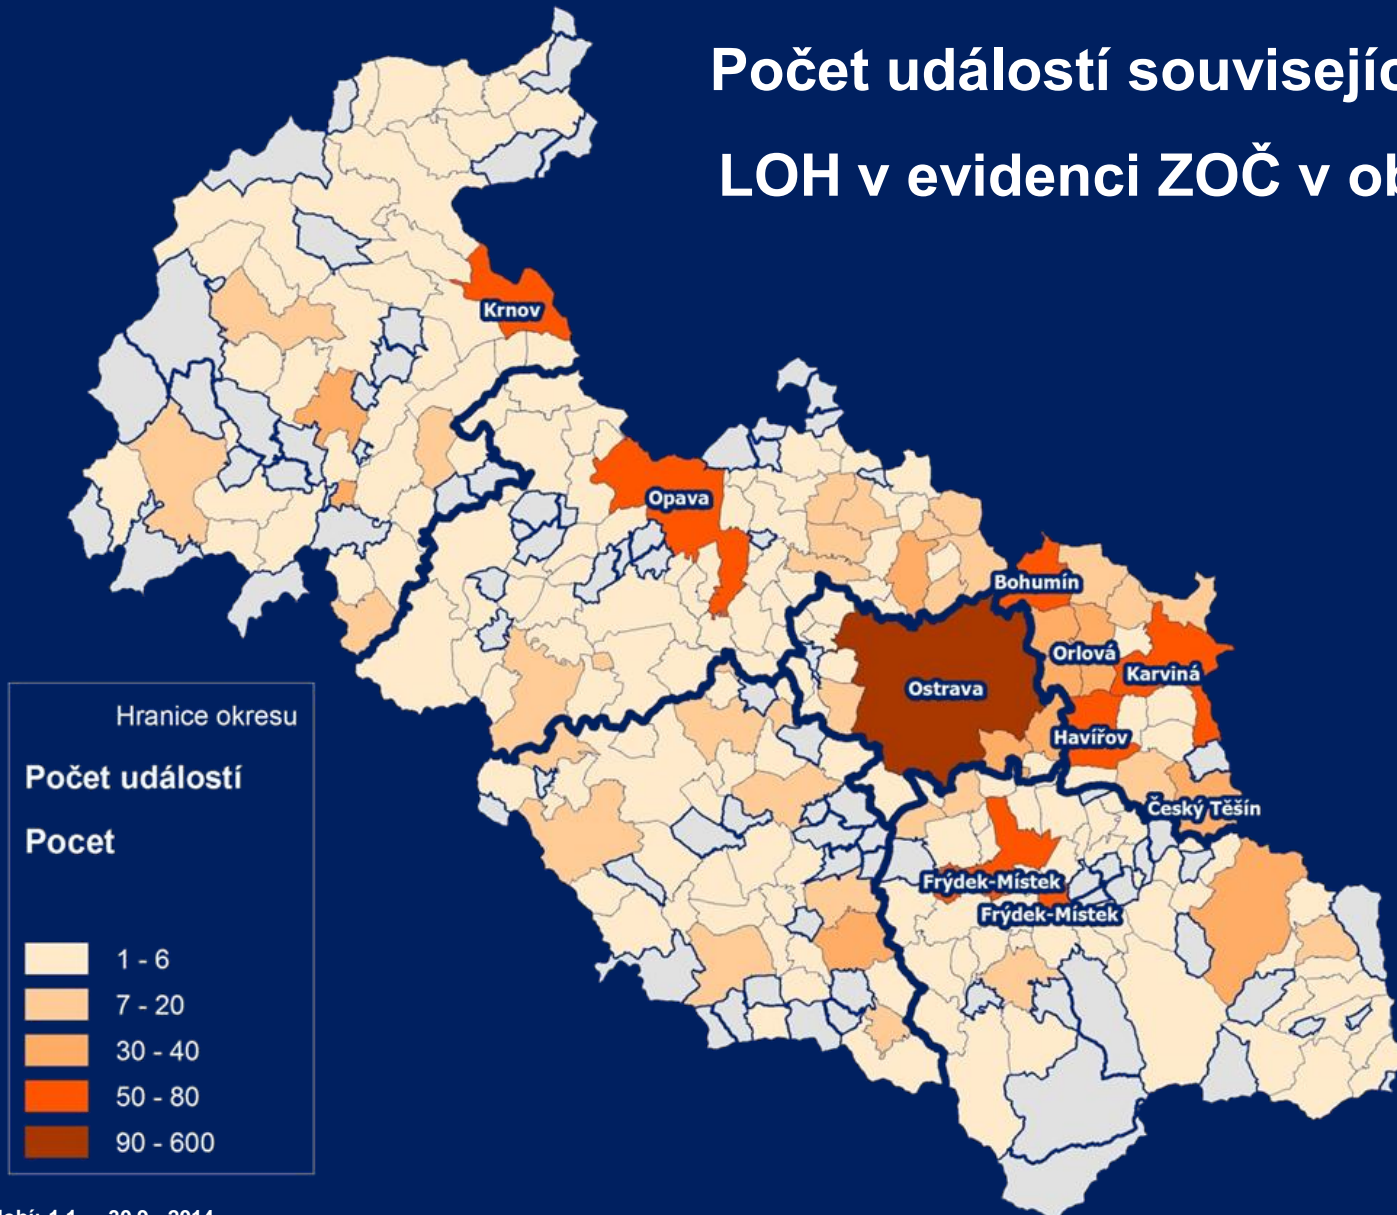 Počet událostí souvisejíc
LOH v evidenci ZOČ v ob
Krnov
Opava
Bohumín
Orlová
Karviná
Ostrava
Havířov
Český Těšín
Frýdek-Místek
Frýdek-Místek
Hranice okresu
Počet událostí
Pocet
1 - 6
7 - 20
30 - 40
50 - 80
90 - 600